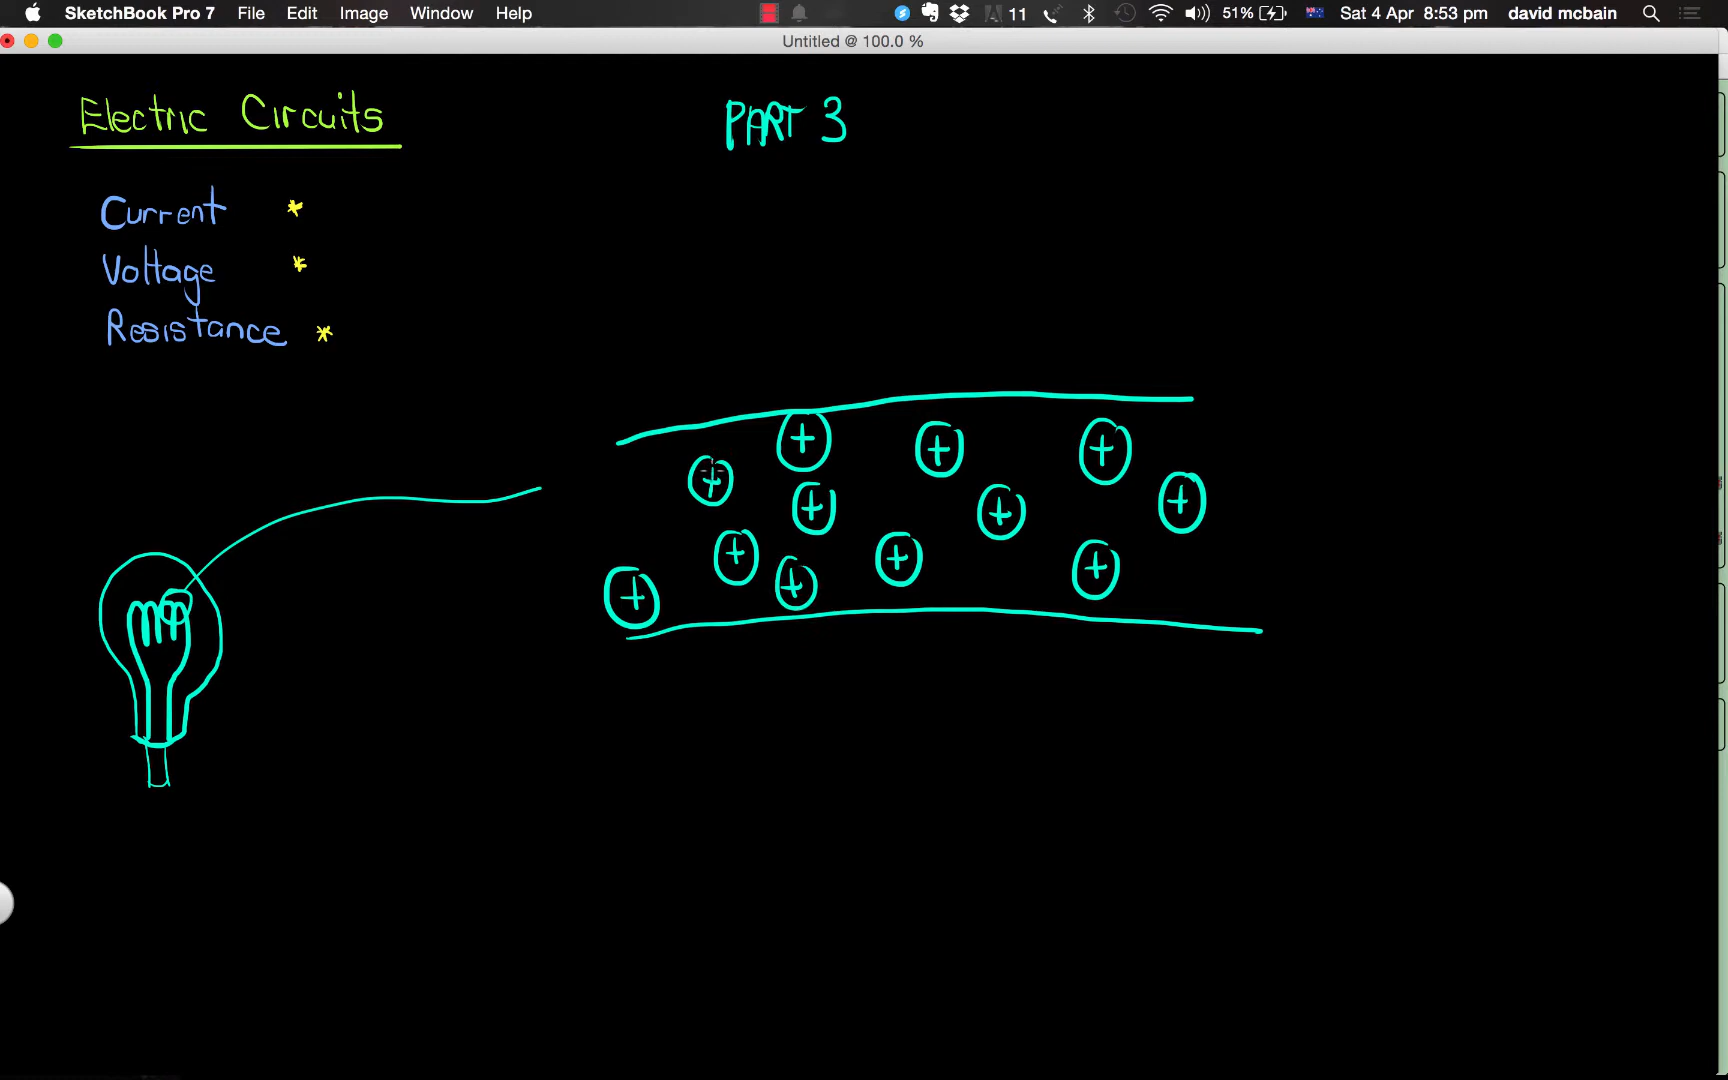 SketchBook Pro 7 File Edit Image Window Help 11 51% Sat 4 Apr 8:53 pm david mcbain
Untitled @ 100.0 %
Electric Circuits
PART 3
Current *
Voltage *
Resistance *
+ + +
+ + + +
+ + +
+ + +